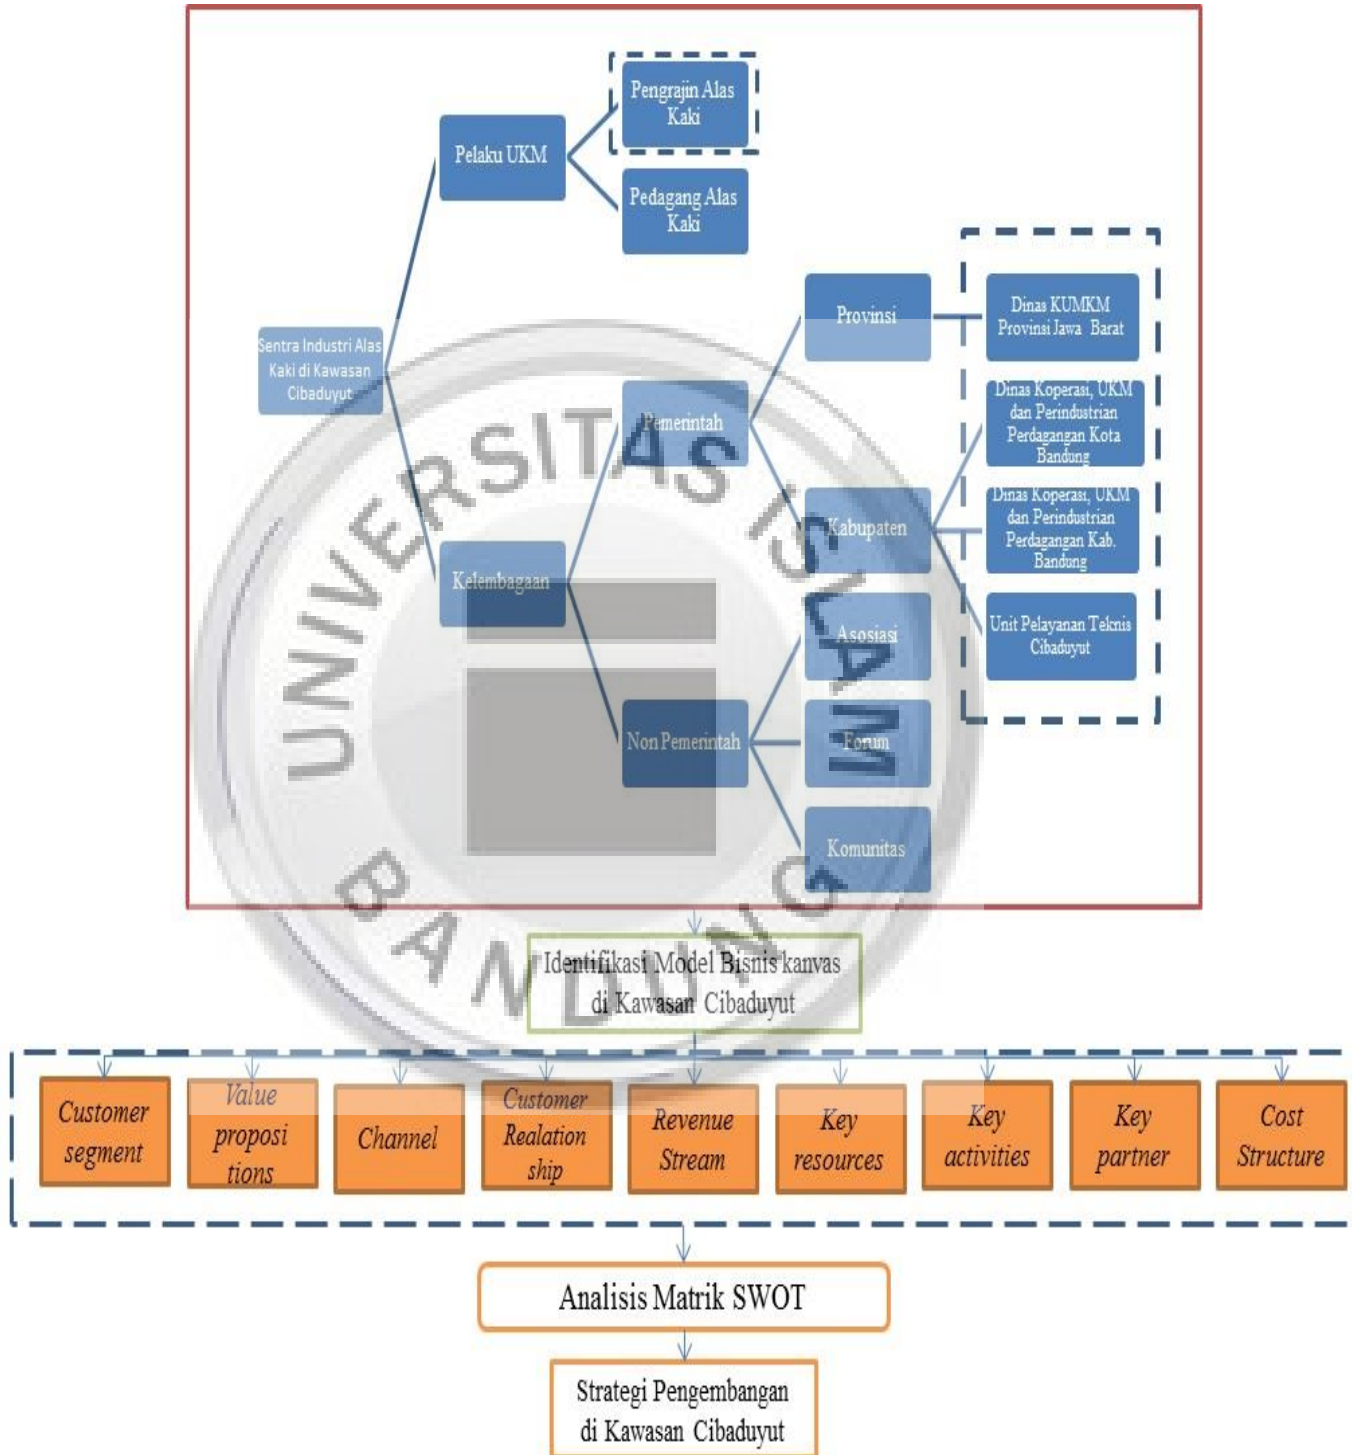 Pengrajin Alas
Kaki
Pelaku UKM
Pedagang Alas
Kaki
Provinsi
Dinas KUMKM
Provinsi Jawa Barat
Sentra Industri Alas
Kaki di Kawasan
Cibaduyut
Pemerintah
Dinas Koperasi, UKM
dan Perindustrian
Perdagangan Kota
Bandung
Kabupaten
Dinas Koperasi, UKM
dan Perindustrian
Perdagangan Kab.
Bandung
Kelembagaan
Asosiasi
Unit Pelayanan Teknis
Cibaduyut
Non Pemerintah
Forum
Komunitas
UNIVERSITAS ISLAM
BANDUNG
Identifikasi Model Bisnis kanvas
di Kawasan Cibaduyut
Customer
segment
Value
proposi
tions
Channel
Customer
Realation
ship
Revenue
Stream
Key
resources
Key
activities
Key
partner
Cost
Structure
Analisis Matrik SWOT
Strategi Pengembangan
di Kawasan Cibaduyut